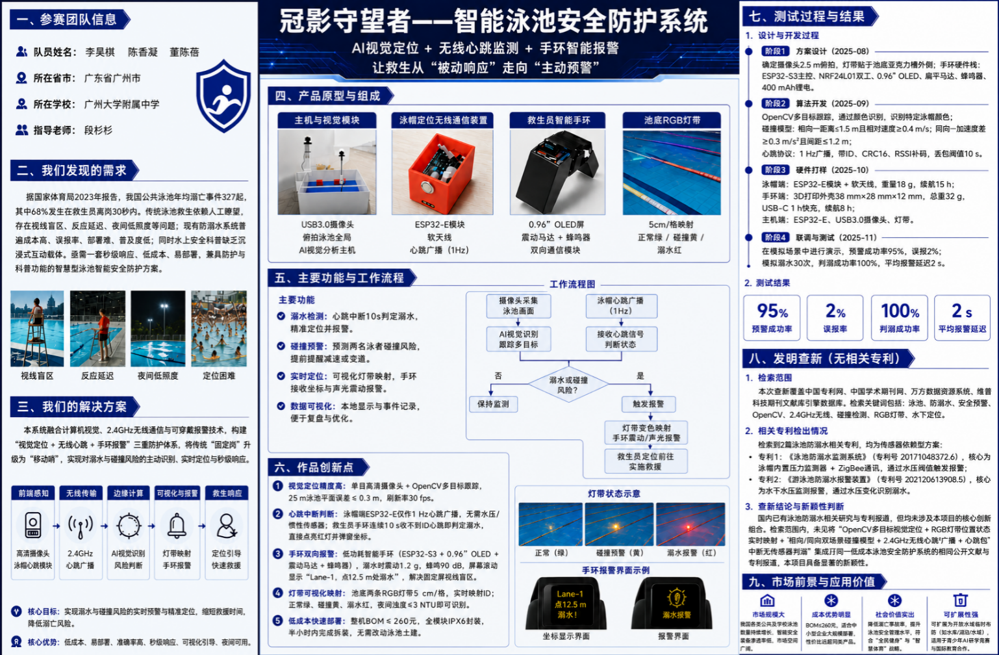 一、参赛团队信息
队员姓名： 李昊棋 陈香凝 董陈蓓
所在省市： 广东省广州市
所在学校： 广州大学附属中学
指导老师： 段杉杉
二、我们发现的需求
据国家体育局2023年报告，我国公共泳池年均溺亡事件327起，
其中68%发生在救生员离岗30秒内。传统泳池救生依赖人工瞭望，
存在视线盲区、反应延迟、夜间低照度等问题；现有防溺水系统普
遍成本高、误报率、部署难、普及度低；同时水上安全科普缺乏沉
浸式互动载体。亟需一套秒级响应、低成本、易部署，兼具防护与
科普功能的智慧型泳池智能安全防护方案。
视线盲区 反应延迟 夜间低照度 定位困难
三、我们的解决方案
本系统融合计算机视觉、2.4GHz无线通信与可穿戴报警技术，构建
“视觉定位 + 无线心跳 + 手环报警”三重防护体系，将传统“固定岗”升
级为“移动哨”，实现对溺水与碰撞风险的主动识别、实时定位与秒级响应。
前端感知 无线传输 边缘计算 可视化与报警 救生响应
高清摄像头 2.4GHz AI视觉识别 灯带映射 定位引导
泳帽心跳模块 心跳广播 风险判断 手环报警 快速救援
核心目标： 实现溺水与碰撞风险的实时预警与精准定位，缩短救援时间，
降低溺亡风险。
核心优势： 低成本、易部署、准确率高、秒级响应、可视化引导、夜间可用。
冠影守望者——智能泳池安全防护系统
AI视觉定位 + 无线心跳监测 + 手环智能报警
让救生从“被动响应”走向“主动预警”
四、产品原型与组成
主机与视觉模块 泳帽定位无线通信装置 救生员智能手环 池底RGB灯带
USB3.0摄像头 ESP32-E模块 0.96”OLED屏 5cm/格映射
俯拍泳池全局 软天线 震动马达 + 蜂鸣器 正常绿 / 碰撞黄 /
AI视觉分析主机 心跳广播（1Hz） 双向通信模块 溺水红
五、主要功能与工作流程
主要功能
溺水检测： 心跳中断10s判定溺水，
精准定位并报警。
碰撞预警： 预测两名泳者碰撞风险，
提前提醒减速或变道。
实时定位： 可视化灯带映射，手环
接收坐标与声光震动报警。
数据可视化： 本地显示与事件记录，
便于复盘与优化。
工作流程图
摄像头采集
泳池画面
泳帽心跳广播
（1Hz）
AI视觉识别
跟踪多目标
接收心跳信号
判断状态
溺水或碰撞
风险？
否
是
保持监测
触发报警
灯带变色映射
手环震动/声光报警
救生员定位前往
实施救援
六、作品创新点
1 视觉定位精度高： 单目高清摄像头 + OpenCV多目标跟踪，
25 m泳池平面误差 ≤ 0.3 m，刷新率30 fps。
2 心跳中断判断： 泳帽端ESP32-E仅作1 Hz心跳广播，无需水压/
惯性传感器；救生员手环连续10 s收不到ID心跳即判定溺水，
直接点亮红灯并弹窗坐标。
3 手环双向报警： 低功耗智能手环（ESP32-S3 + 0.96”OLED +
震动马达 + 蜂鸣器），溺水时震动1.2 g，蜂鸣90 dB，屏幕滚动
显示“Lane-1，点12.5 m处溺水”，解决固定屏视线盲区。
4 灯带可视化映射： 池底两条RGB灯带5 cm/格，实时映射ID；
正常绿、碰撞黄、溺水红，夜间浊度≤3 NTU即可识别。
5 低成本快速部署： 整机BOM ≤ 260元，全模块IPX6封装，
半小时内完成拆装，无需改动泳池土建。
灯带状态示意
正常（绿） 碰撞预警（黄） 溺水报警（红）
手环报警界面示例
Lane-1
点12.5 m
溺水！
溺水报警
坐标显示界面 报警界面
七、测试过程与结果
1. 设计与开发过程
阶段1 方案设计（2025-08）
确定摄像头2.5 m俯拍，灯带贴于池底亚克力槽外侧；手环硬件栈：
ESP32-S3主控、NRF24L01双工、0.96”OLED、扁平马达、蜂鸣器、
400 mAh锂电。
阶段2 算法开发（2025-09）
OpenCV多目标跟踪，通过颜色识别，识别特定泳帽颜色；
碰撞模型：相向—距离≤1.5 m且相对速度≥0.4 m/s；同向—加速度差
≥0.3 m/s²且间距≤1.2 m；
心跳协议：1 Hz广播，带ID、CRC16、RSSI补码，丢包阈值10 s。
阶段3 硬件打样（2025-10）
泳帽端：ESP32-E模块 + 软天线，重量18 g，续航15 h；
手环端：3D打印外壳38 mm×28 mm×12 mm，总重32 g，
USB-C 1 h快充，续航8 h；
主机端：ESP32-E、USB3.0摄像头、灯带。
阶段4 联调与测试（2025-11）
在模拟场景中进行演示，预警成功率95%，误报2%；
模拟溺水30次，判溺成功率100%，平均报警延迟2 s。
2. 测试结果
95% 2% 100% 2 s
预警成功率 误报率 判溺成功率 平均报警延迟
八、发明查新（无相关专利）
1. 检索范围
本次查新覆盖中国专利网、中国学术期刊网、万方数据资源系统、维普
科技期刊文献库引擎数据库。检索关键词包括：泳池、防溺水、安全预警、
OpenCV、2.4GHz无线、碰撞检测、RGB灯带、水下定位。
2. 相关专利检出情况
检索到2篇泳池防溺水相关专利，均为传感器依赖型方案：
• 专利1：《泳池防溺水监测系统》（专利号 20171048372.6），核心为
泳帽内置压力监测器 + ZigBee通讯，通过水压阀值触发报警；
• 专利2：《游泳池防溺水报警装置》（专利号 202120613908.5），核心
为水下水压监测报警，通过水压变化识别溺水。
3. 查新结论与新颖性判断
国内已有泳池防溺水相关研究与专利报道，但均未涉及本项目的核心创新
组合。检索范围内，未见将“OpenCV多目标视觉定位 + RGB灯带位置状态
实时映射 + ‘相向/同向双场景碰撞模型 + 2.4GHz无线心跳’广播 + 心跳包”
中断无传感器判溺”集成于同一低成本泳池安全防护系统的相同公开文献与
专利报道，本项目具备显著的新颖性。
九、市场前景与应用价值
市场规模大 成本优势明显 社会价值实出 可扩展性强
我国各类公共及学校泳池
数量持续增长，智能安全
装备渗透率低，市场空间
广阔。
BOM≤260元，适合中
小型企业大规模部署，
性价比远超同类产品。
降低溺亡事故率，提升
泳池安全管理水平，符
合“全民健身”与“智
慧体育”战略。
可扩展为开放水域临时布
防（如水库/湖泊/水域），
适用于青少年AI研学竞赛
与国际教育合作。